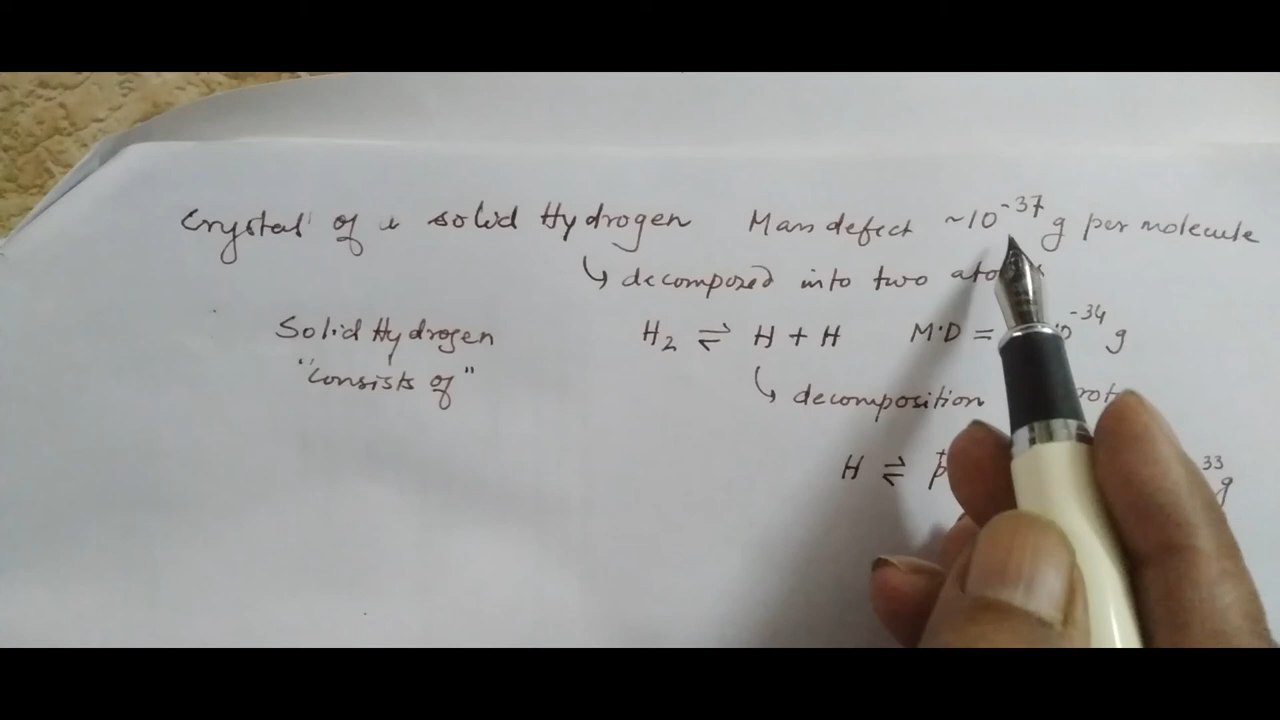 Crystal of a solid Hydrogen Mass defect ~10⁻³⁷ g per molecule
↳ decomposed into two
Solid Hydrogen H₂ ⇌ H + H M·D = ⁻³⁴ g
"Consists of" ↳ decomposition
H ⇌ p⁺ ³³ g